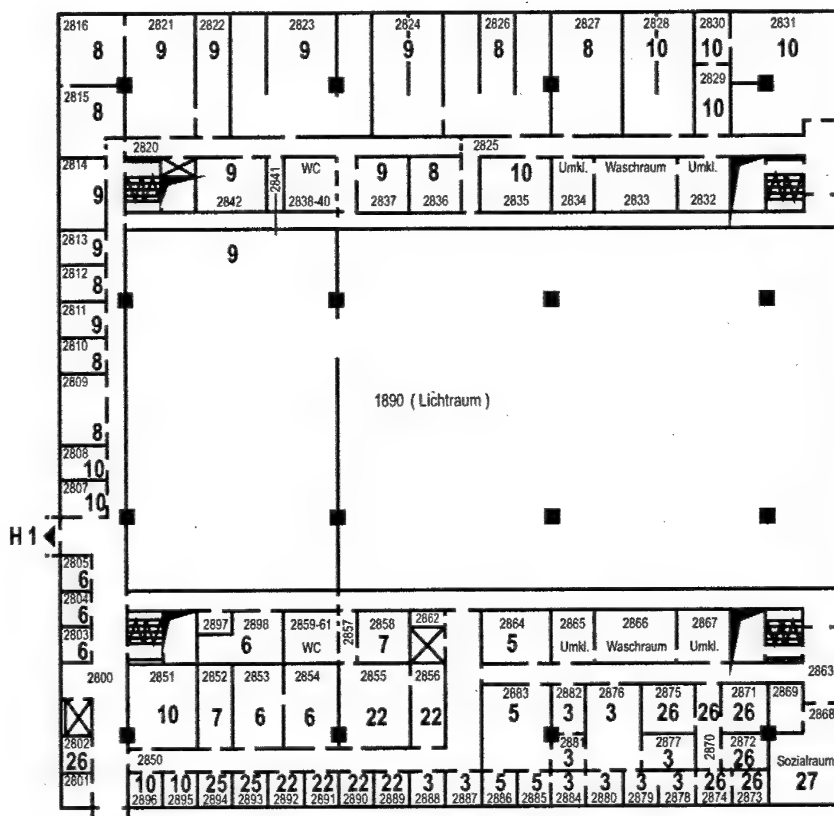 2816 2821 2822 2823 2824 2826 2827 2828 2830 2831
8 9 9 9 9 8 8 10 10 10
2815 2829
8 10
2820 2825
2814 9 WC 2841 9 8 10 Umkl. Waschraum Umkl.
9 2842 2838-40 2837 2836 2835 2834 2833 2832
2813
9 9
2812
8
2811
9
2810
8
2809
1890 ( Lichtraum )
8
2808
10
2807
10
H 1
2805
6
2804
6
2897 2898 2859-61 2857 2858 2862 2864 2865 2866 2867
2803
6 6 WC 7 5 Umkl. Waschraum Umkl.
2800 2851 2852 2853 2854 2855 2856 2863
2883 2882 2876 2875 2871 2869
10 7 6 6 22 22 5 3 3 26 26 26 2868
2802 2881 2877 2870 2872
26 2850 3 3 26 Sozialraum
2801 10 10 25 25 22 22 22 22 3 3 5 5 3 3 3 3 26 26 27
2896 2895 2894 2893 2892 2891 2890 2889 2888 2887 2886 2885 2884 2880 2879 2878 2874 2873